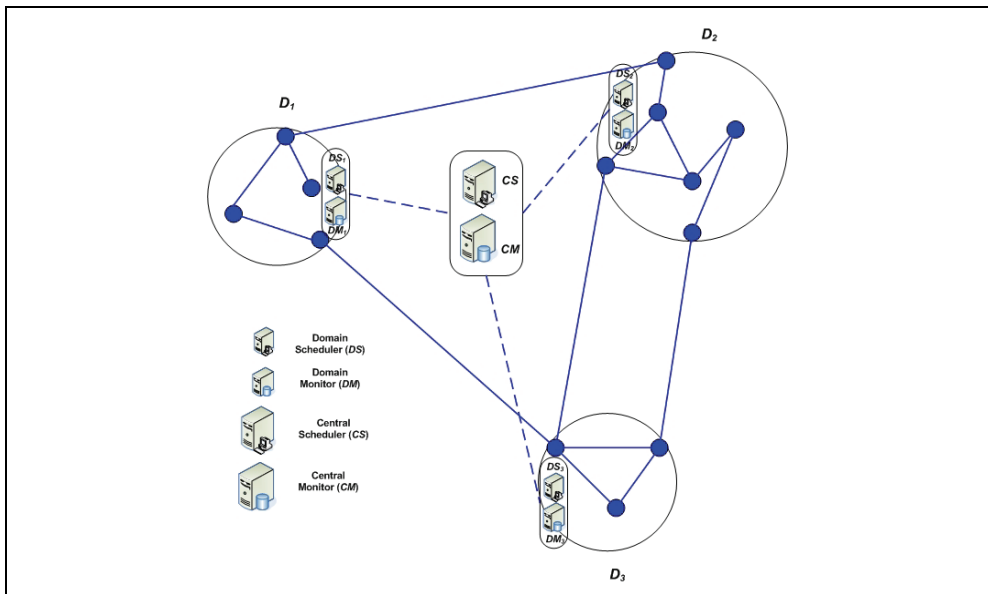 D2
DS2
DM2
D1
DS1
DM1
CS
CM
Domain
Scheduler (DS)
Domain
Monitor (DM)
Central
Scheduler (CS)
Central
Monitor (CM)
DS3
DM3
D3